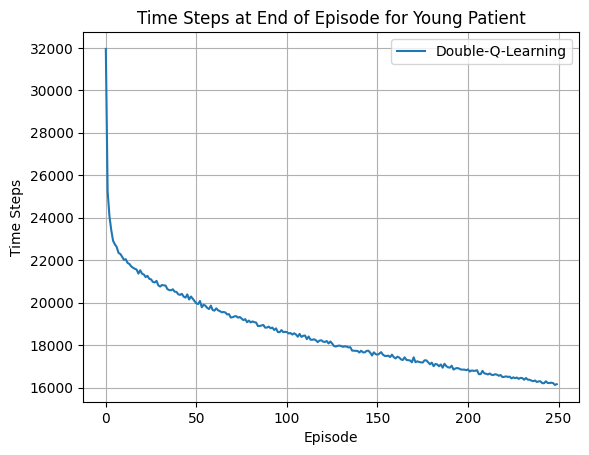 Time Steps at End of Episode for Young Patient
Double-Q-Learning
32000
30000
28000
26000
24000
22000
20000
18000
16000
Time Steps
0 50 100 150 200 250
Episode